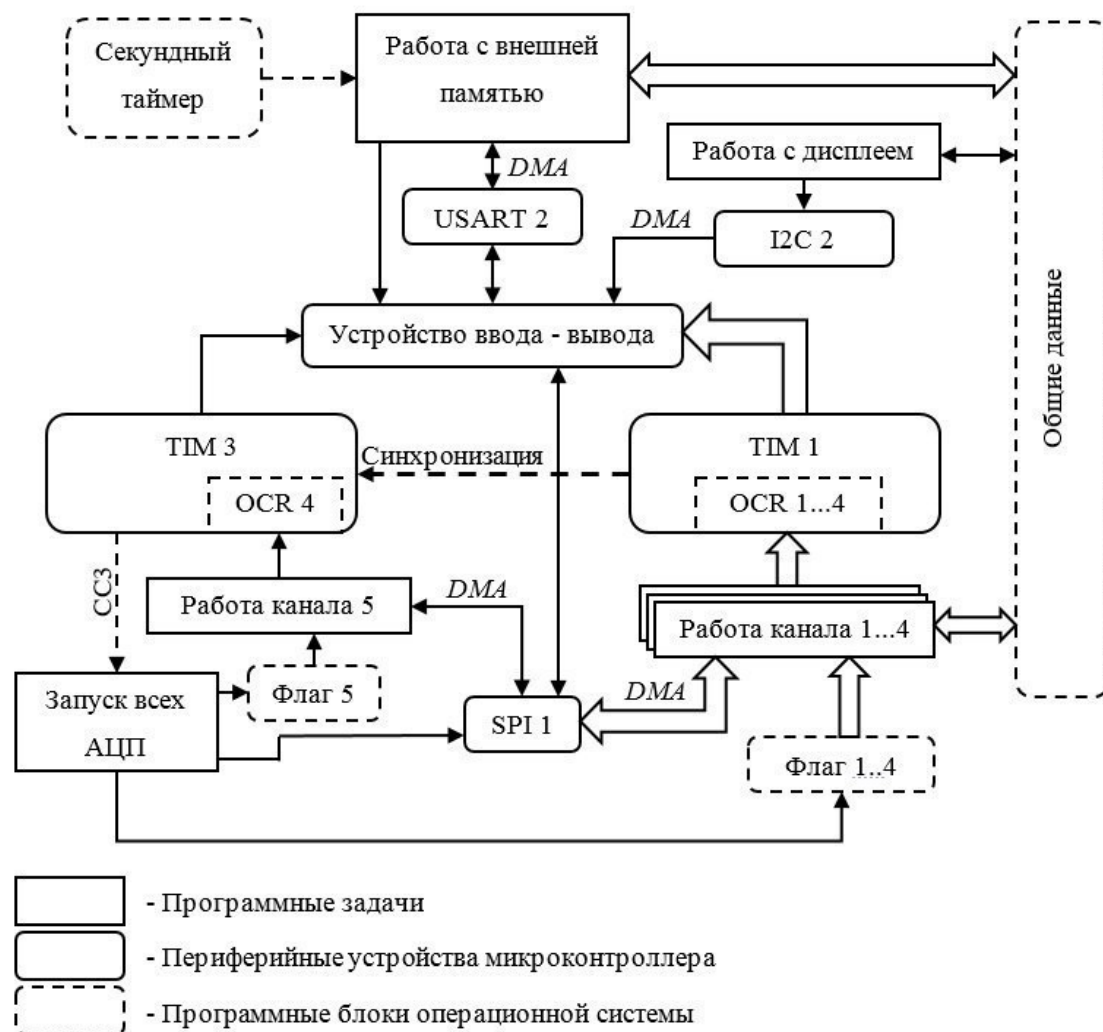 Секундный
таймер
Работа с внешней
памятью
Работа с дисплеем
DMA
USART 2
DMA
I2C 2
Устройство ввода - вывода
Общие данные
TIM 3
OCR 4
Синхронизация
TIM 1
OCR 1...4
CC3
Работа канала 5
DMA
Работа канала 1...4
Запуск всех
АЦП
Флаг 5
SPI 1
DMA
Флаг 1..4
- Программные задачи
- Периферийные устройства микроконтроллера
- Программные блоки операционной системы